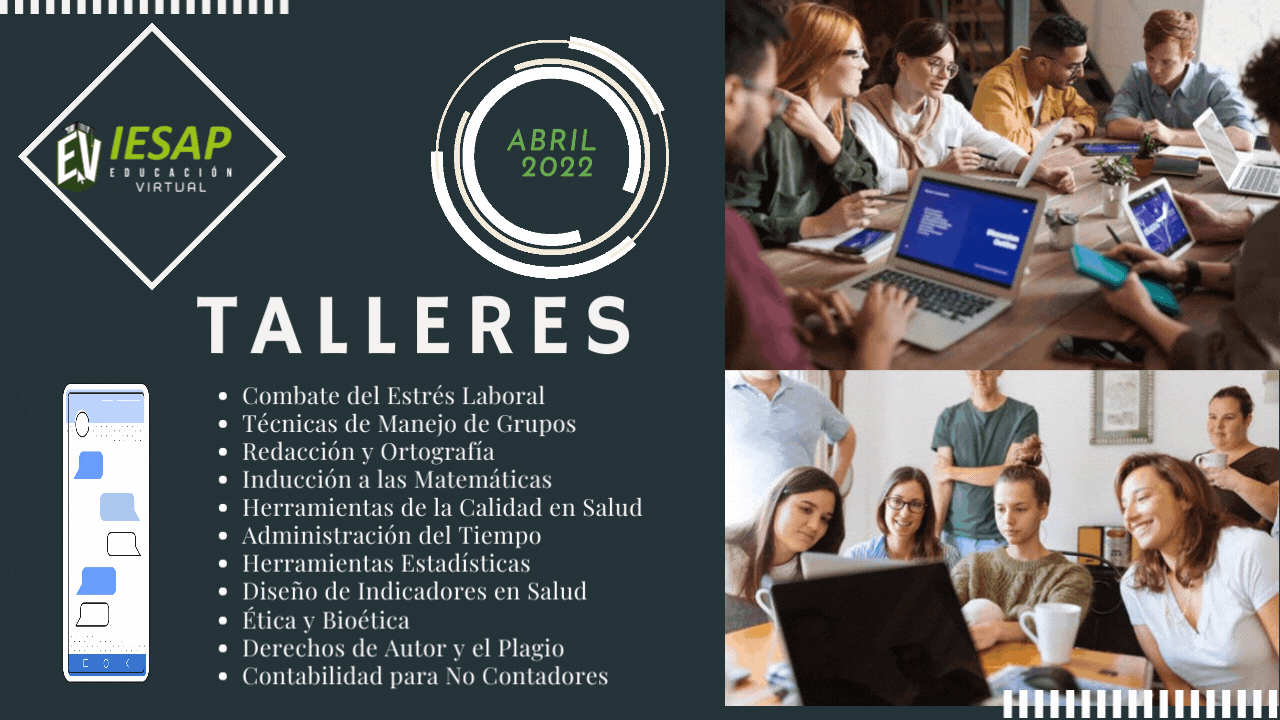 EV IESAP
EDUCACIÓN
VIRTUAL
ABRIL
2022
TALLERES
• Combate del Estrés Laboral
• Técnicas de Manejo de Grupos
• Redacción y Ortografía
• Inducción a las Matemáticas
• Herramientas de la Calidad en Salud
• Administración del Tiempo
• Herramientas Estadísticas
• Diseño de Indicadores en Salud
• Ética y Bioética
• Derechos de Autor y el Plagio
• Contabilidad para No Contadores